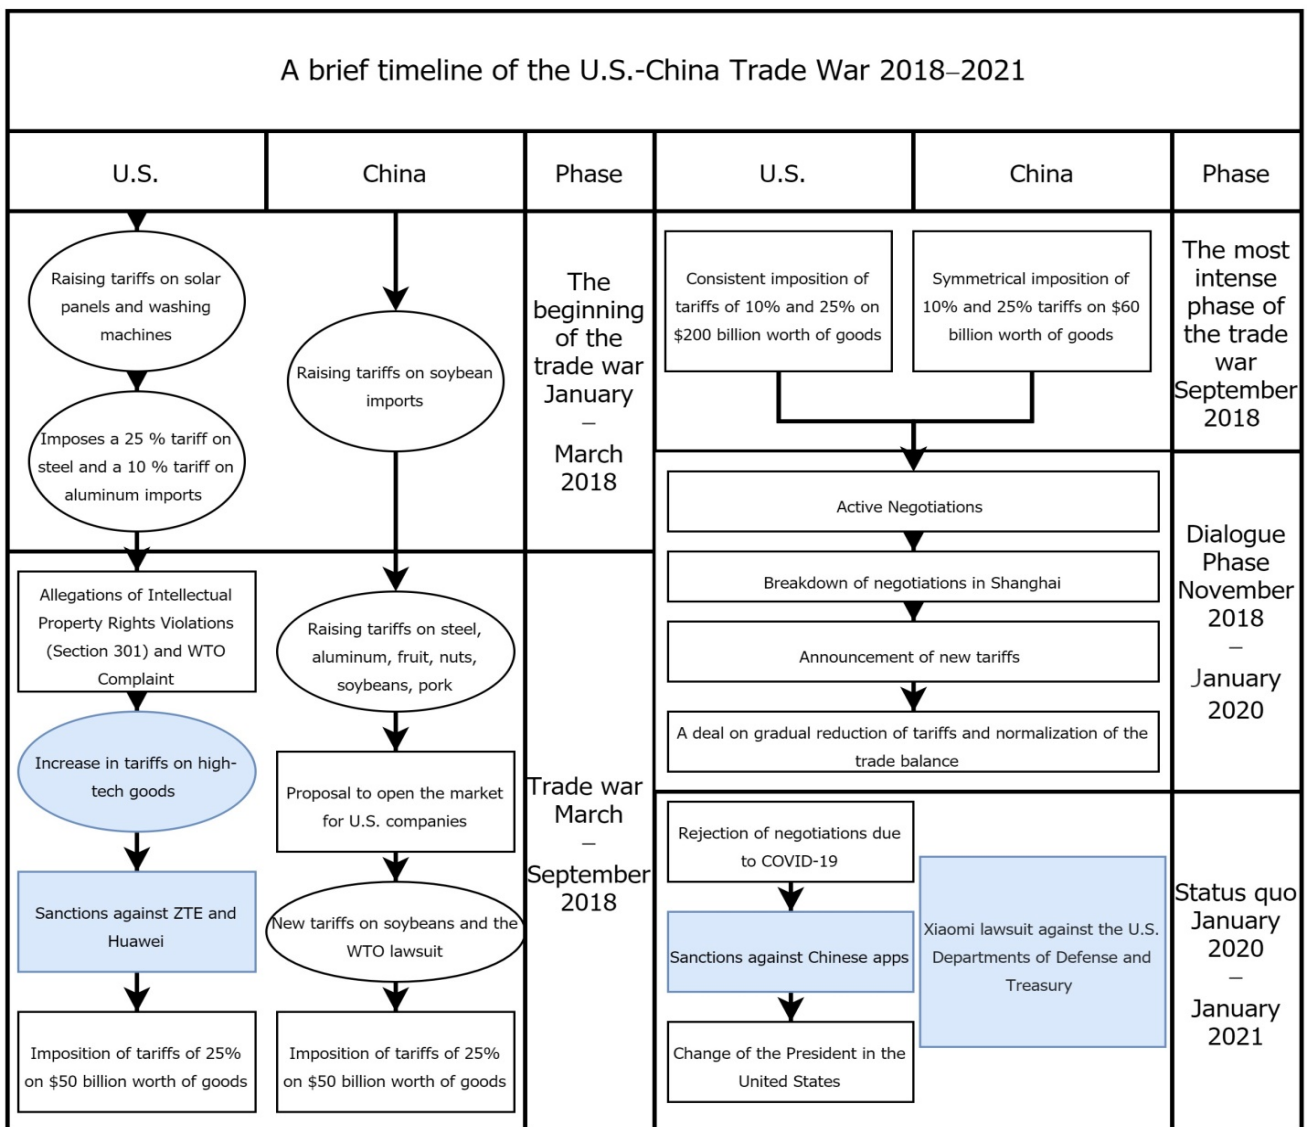 A brief timeline of the U.S.-China Trade War 2018–2021
U.S.
China
Phase
U.S.
China
Phase
Raising tariffs on solar
panels and washing
machines
Imposes a 25 % tariff on
steel and a 10 % tariff on
aluminum imports
Raising tariffs on soybean
imports
The
beginning
of the
trade war
January
–
March
2018
Allegations of Intellectual
Property Rights Violations
(Section 301) and WTO
Complaint
Increase in tariffs on high-
tech goods
Sanctions against ZTE and
Huawei
Imposition of tariffs of 25%
on $50 billion worth of goods
Raising tariffs on steel,
aluminum, fruit, nuts,
soybeans, pork
Proposal to open the market
for U.S. companies
New tariffs on soybeans and the
WTO lawsuit
Imposition of tariffs of 25%
on $50 billion worth of goods
Trade war
March
–
September
2018
Consistent imposition of
tariffs of 10% and 25% on
$200 billion worth of goods
Symmetrical imposition of
10% and 25% tariffs on $60
billion worth of goods
The most
intense
phase of
the trade
war
September
2018
Active Negotiations
Breakdown of negotiations in Shanghai
Announcement of new tariffs
A deal on gradual reduction of tariffs and normalization of the
trade balance
Dialogue
Phase
November
2018
–
January
2020
Rejection of negotiations due
to COVID-19
Sanctions against Chinese apps
Change of the President in the
United States
Xiaomi lawsuit against the U.S.
Departments of Defense and
Treasury
Status quo
January
2020
–
January
2021